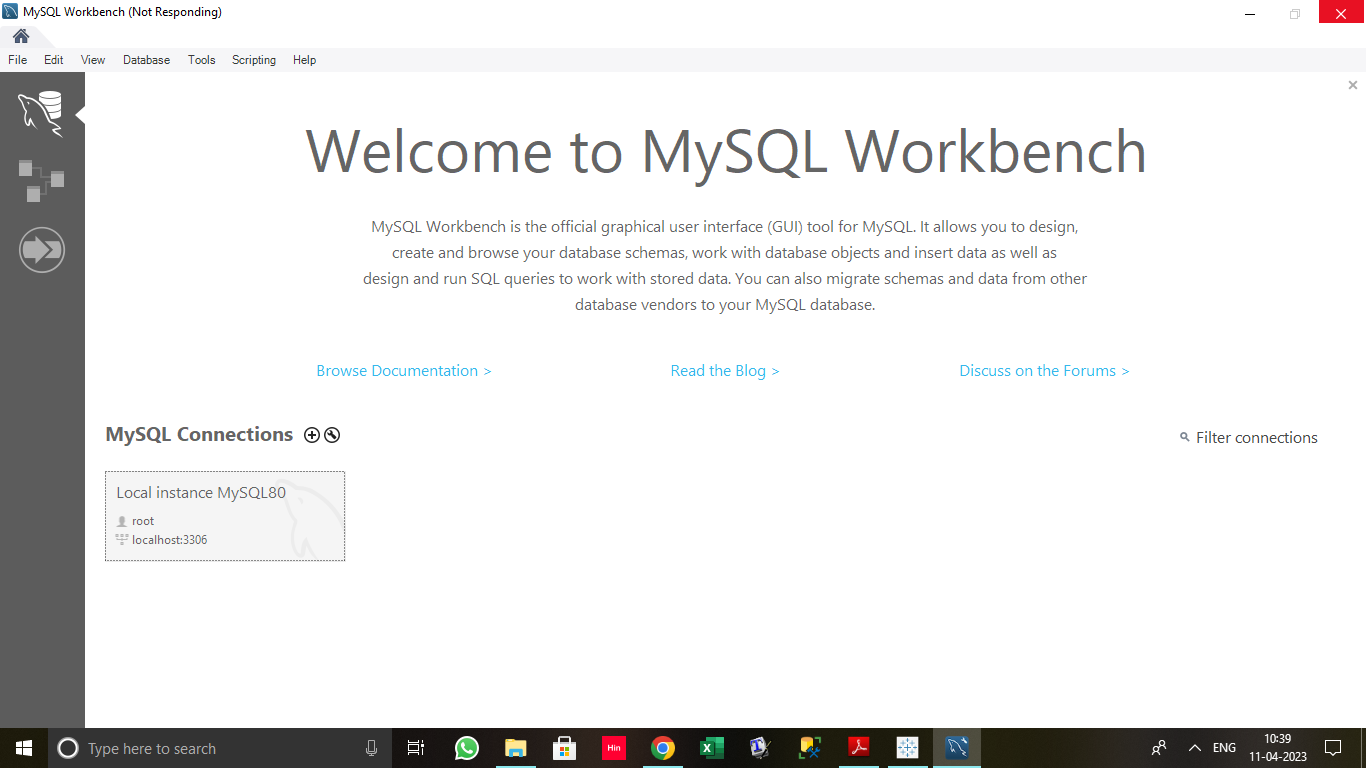 MySQL Workbench (Not Responding)
File Edit View Database Tools Scripting Help
Welcome to MySQL Workbench
MySQL Workbench is the official graphical user interface (GUI) tool for MySQL. It allows you to design,
create and browse your database schemas, work with database objects and insert data as well as
design and run SQL queries to work with stored data. You can also migrate schemas and data from other
database vendors to your MySQL database.
Browse Documentation > Read the Blog > Discuss on the Forums >
MySQL Connections Filter connections
Local instance MySQL80
root
localhost:3306
Type here to search Hin ENG 10:39
11-04-2023